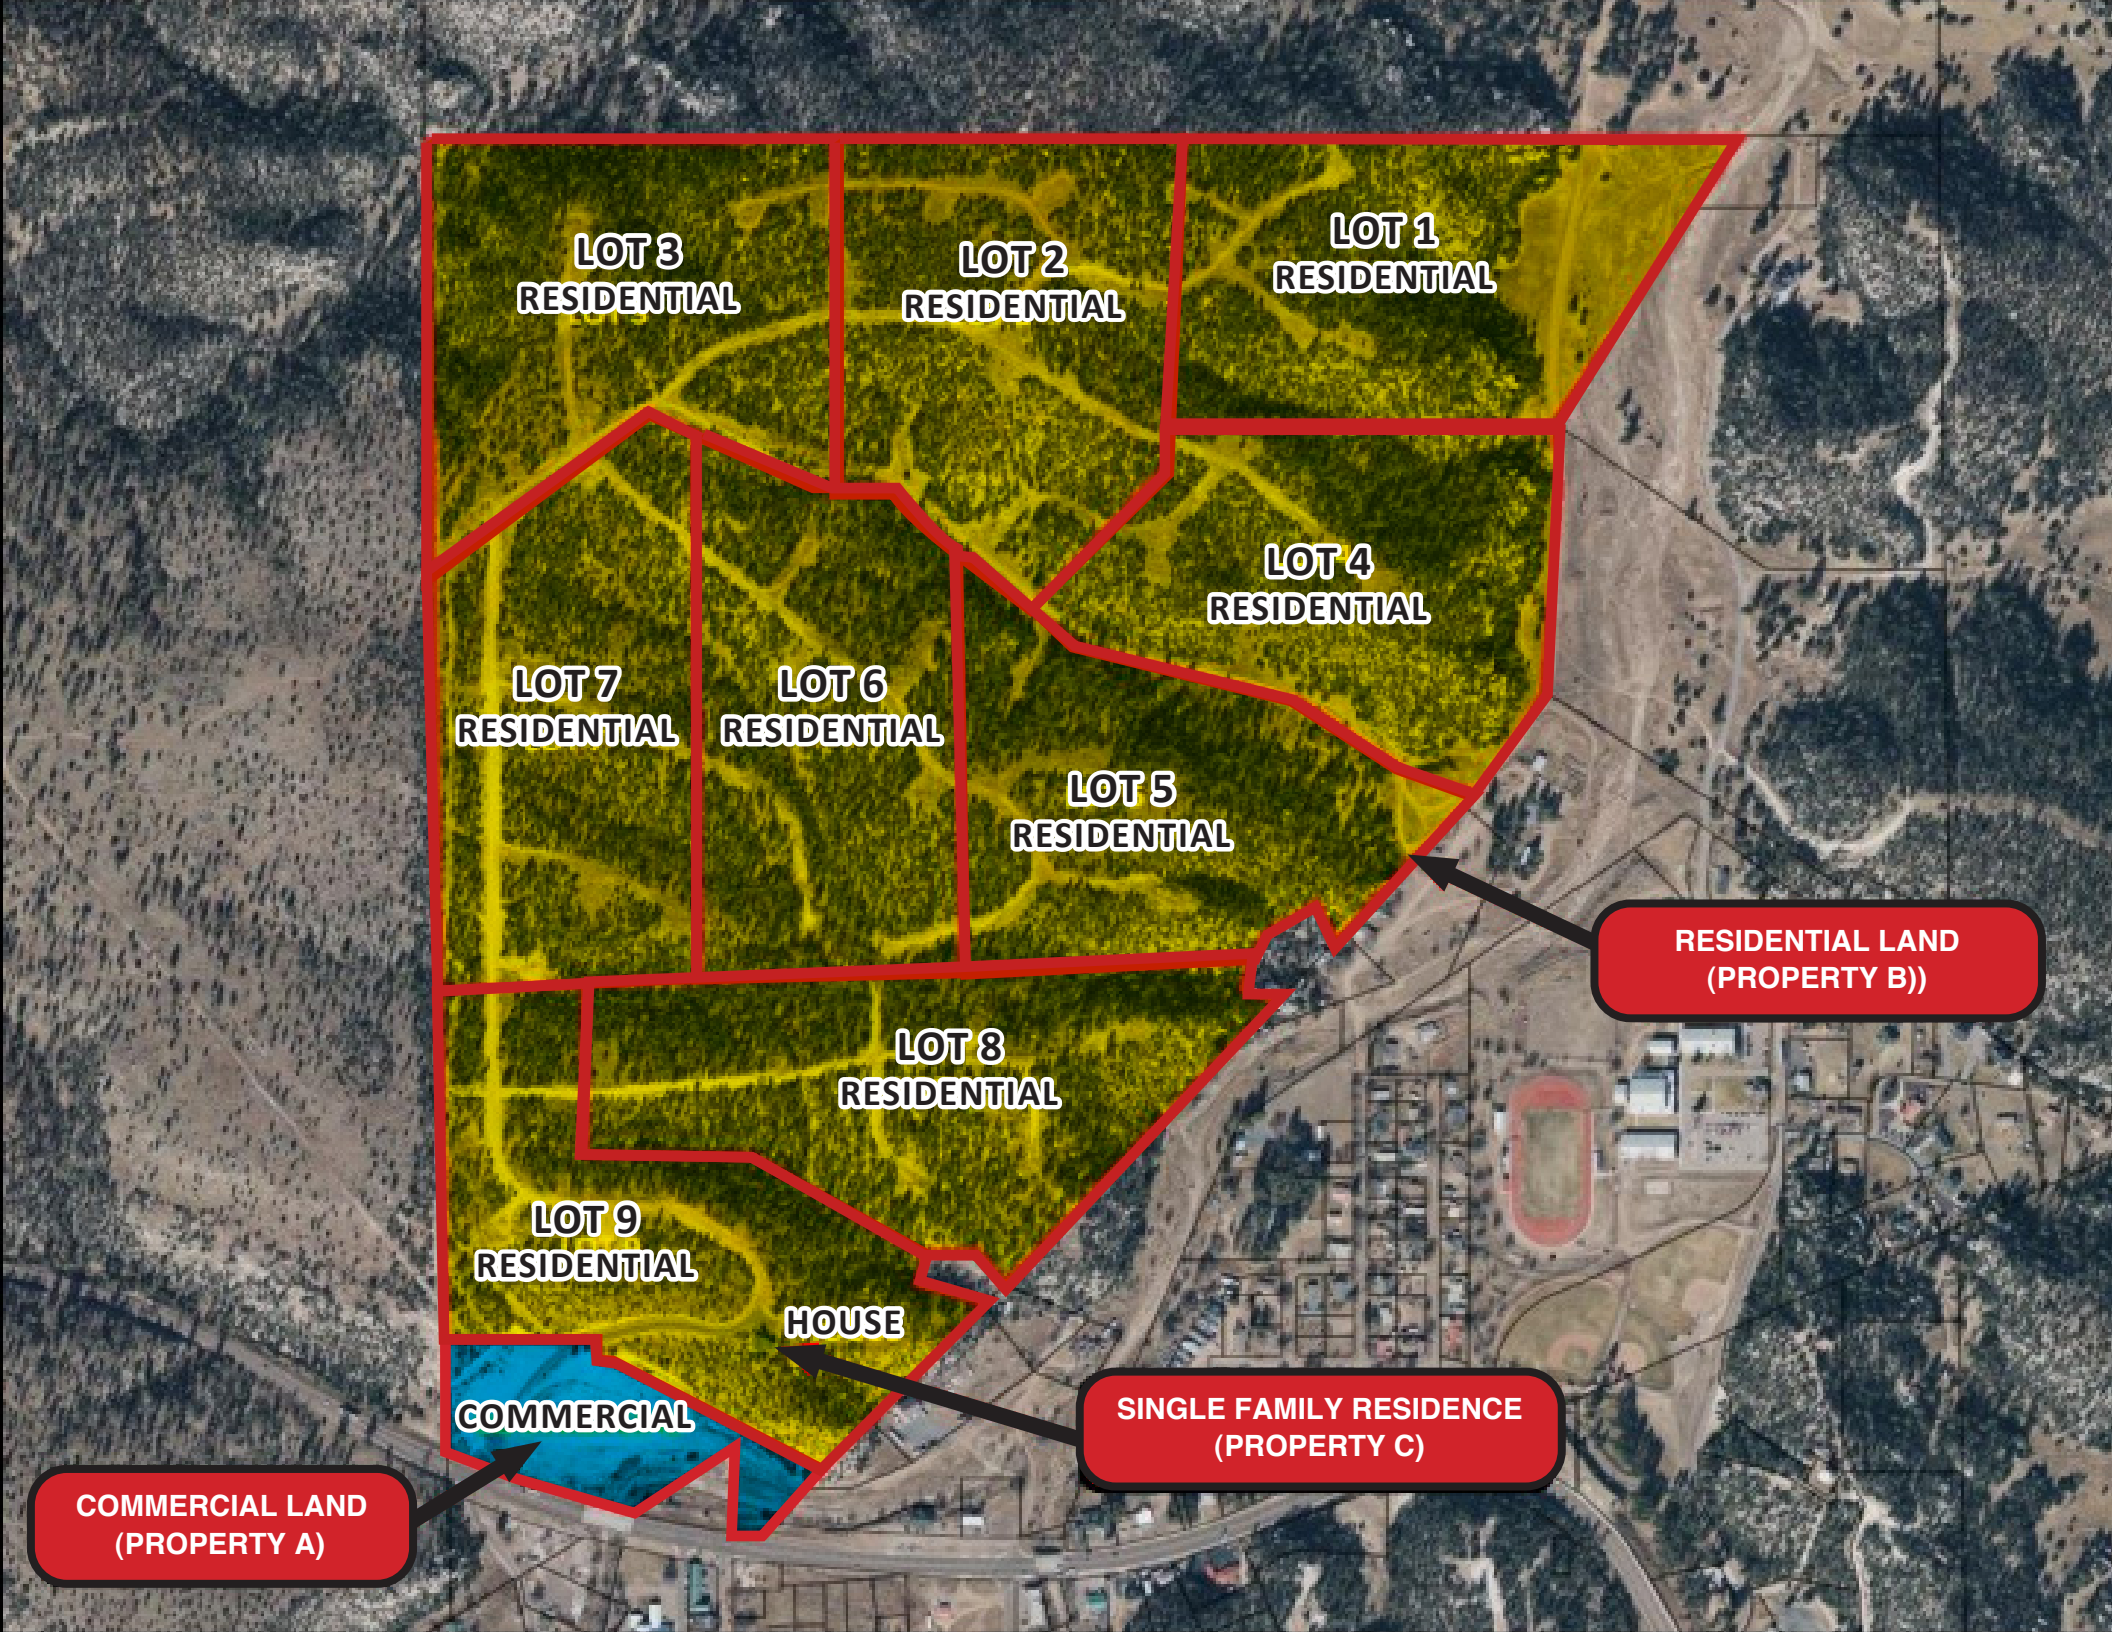 LOT 3
RESIDENTIAL
LOT 2
RESIDENTIAL
LOT 1
RESIDENTIAL
LOT 4
RESIDENTIAL
LOT 7
RESIDENTIAL
LOT 6
RESIDENTIAL
LOT 5
RESIDENTIAL
RESIDENTIAL LAND
(PROPERTY B))
LOT 8
RESIDENTIAL
LOT 9
RESIDENTIAL
HOUSE
COMMERCIAL
SINGLE FAMILY RESIDENCE
(PROPERTY C)
COMMERCIAL LAND
(PROPERTY A)